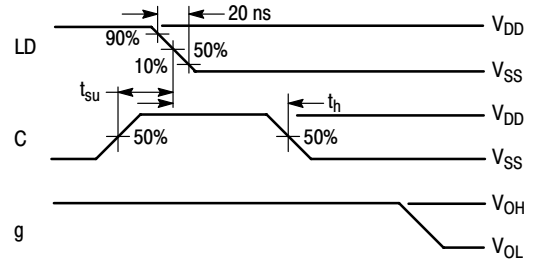 20 ns
V_DD
LD
90%
50%
10%
V_SS
t_su
t_h
V_DD
C
50%
50%
V_SS
V_OH
g
V_OL